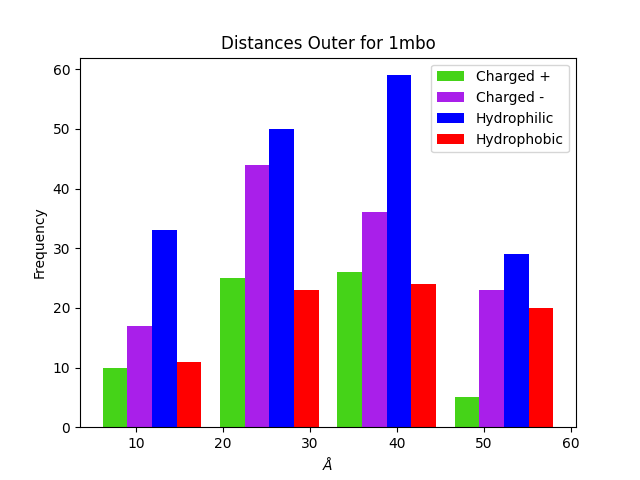 Distances Outer for 1mbo
Charged +
Charged -
Hydrophilic
Hydrophobic
Frequency
60
50
40
30
20
10
0
10 20 30 40 50 60
Å